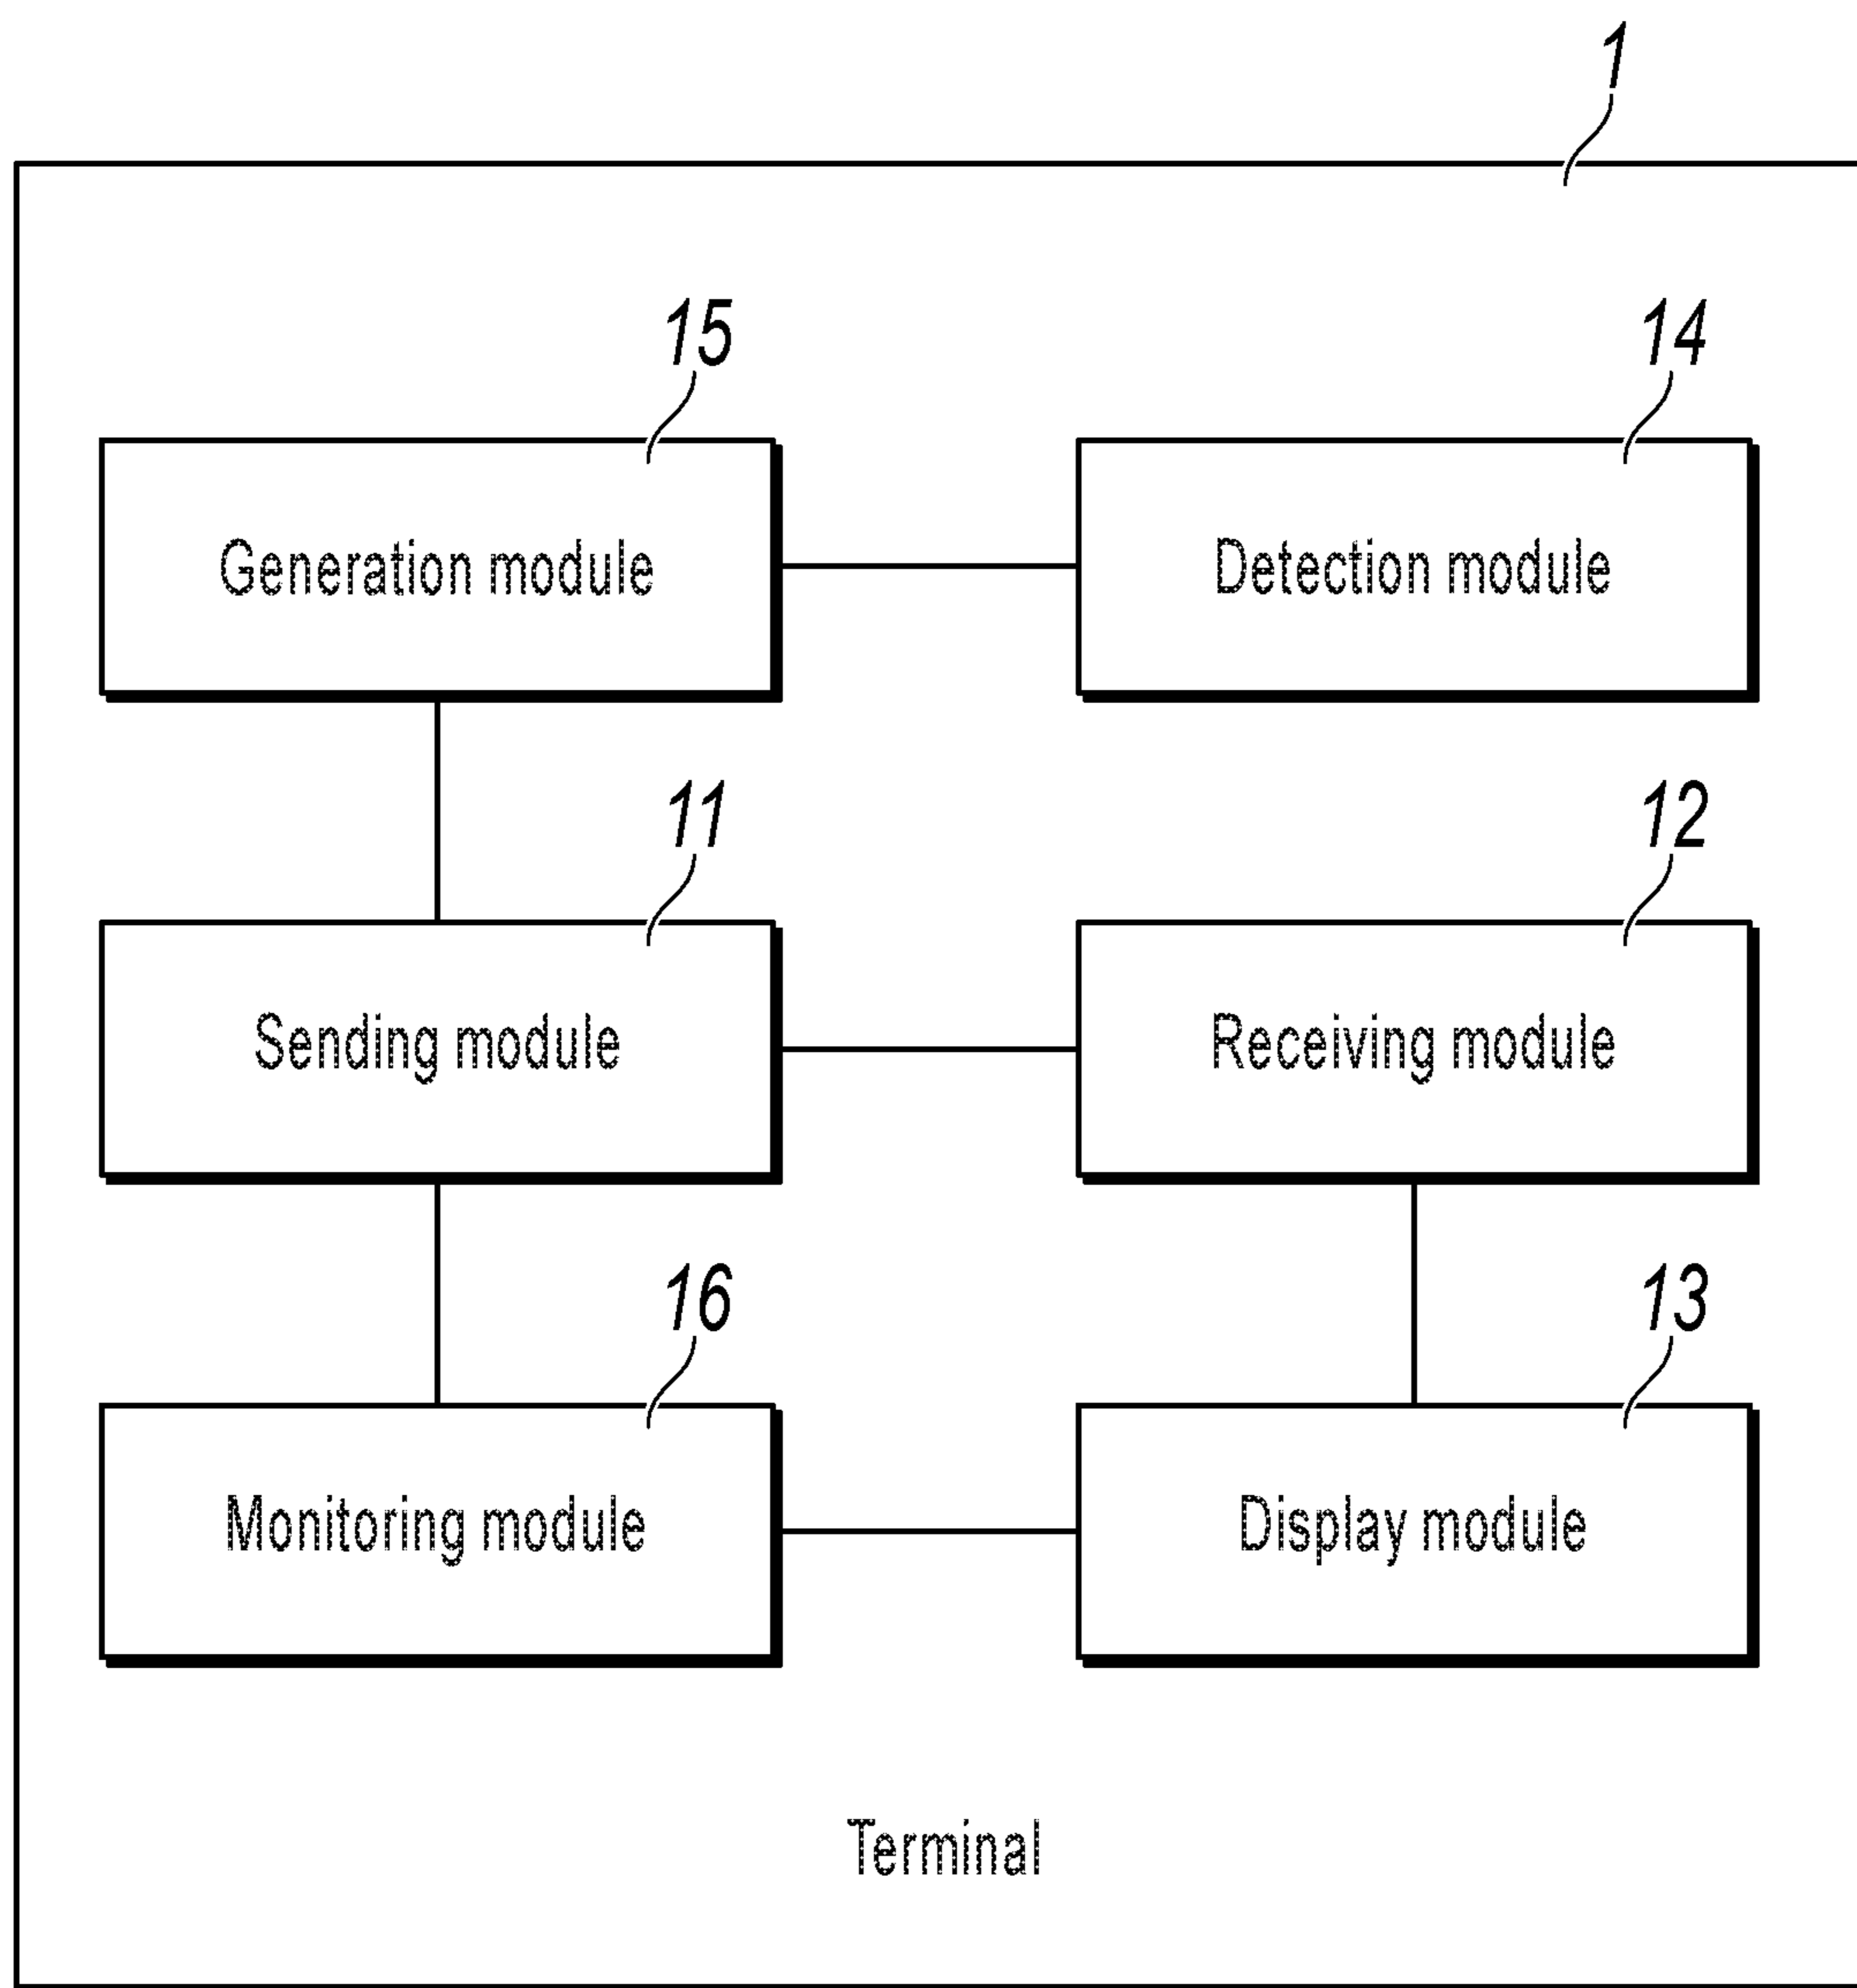 1
15
14
Generation module
Detection module
11
12
Sending module
Receiving module
16
13
Monitoring module
Display module
Terminal